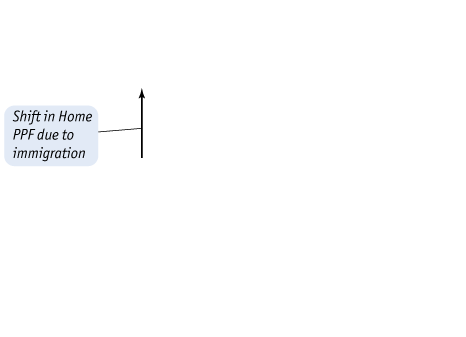 Shift in Home
PPF due to
immigration